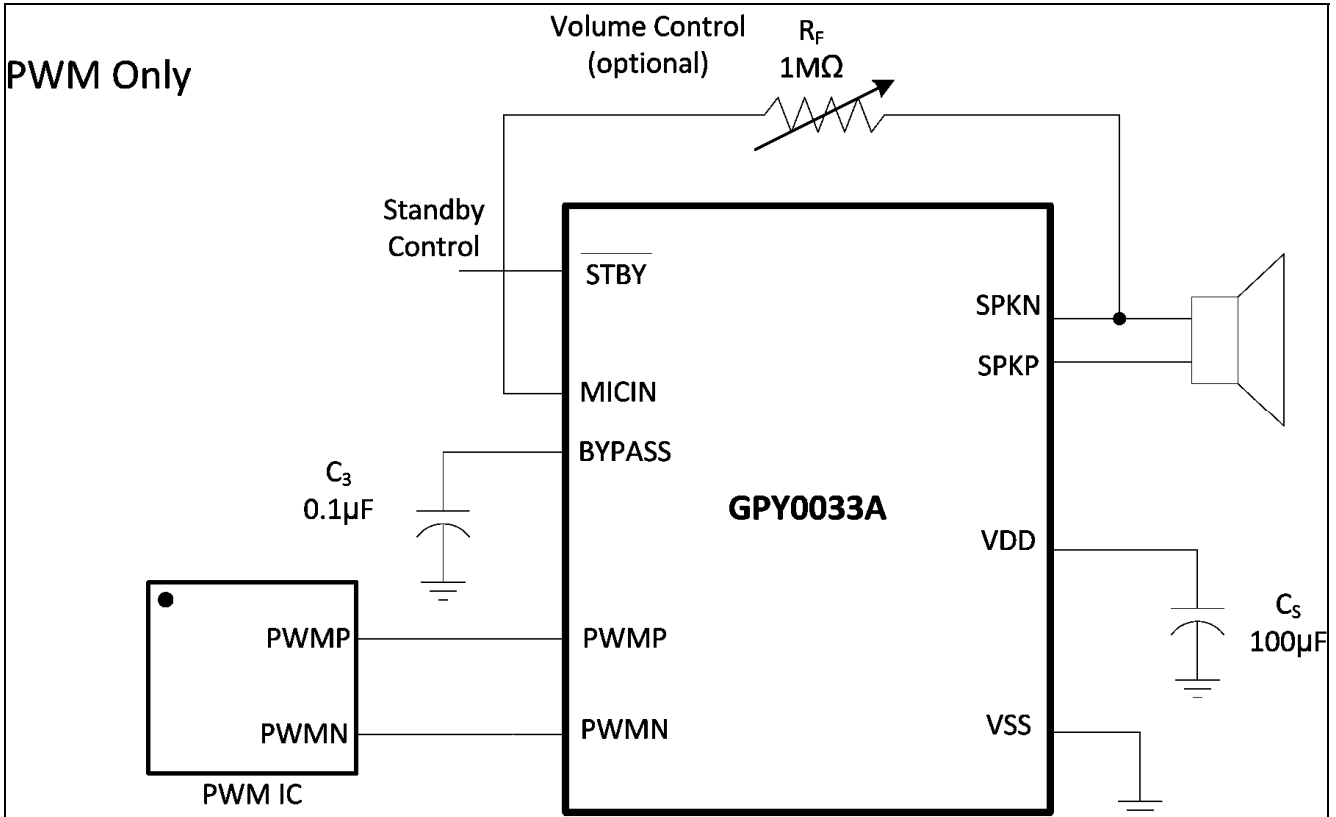 PWM Only
Volume Control
(optional)
R_F
1MΩ
Standby
Control
STBY
MICIN
BYPASS
C₃
0.1µF
SPKN
SPKP
GPY0033A
VDD
C_S
100µF
PWMP
PWMP
PWMN
PWMN
VSS
PWM IC